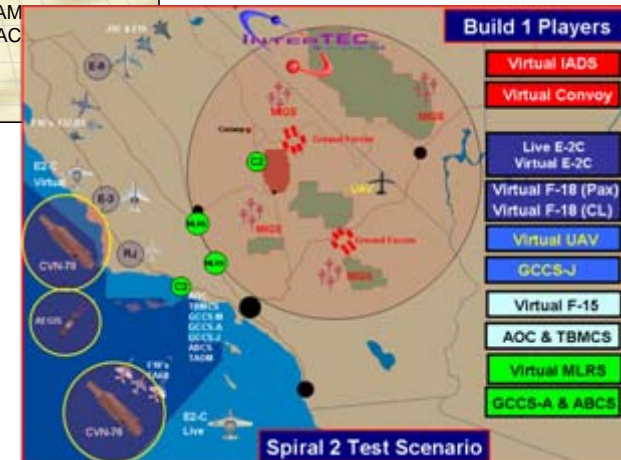 AM
AC
INTERTEC
Build 1 Players
Virtual IADS
Virtual Convoy
Live E-2C
Virtual E-2C
Virtual F-18 (Pax)
Virtual F-18 (CL)
Virtual UAV
GCCS-J
Virtual F-15
AOC & TBMCS
Virtual MLRS
GCCS-A & ABCS
E-8
MIGS
MIGS
Ground Forces
C2
UAV
E2-C
Virtual
E-3
MLRS
MIGS
Ground Forces
RJ
MLRS
MIGS
CVN-76
C2
AOC
TBMCS
GCCS-M
GCCS-A
GCCS-J
ABCS
TAOM
AEGIS
E2-C
Live
CVN-76
Spiral 2 Test Scenario